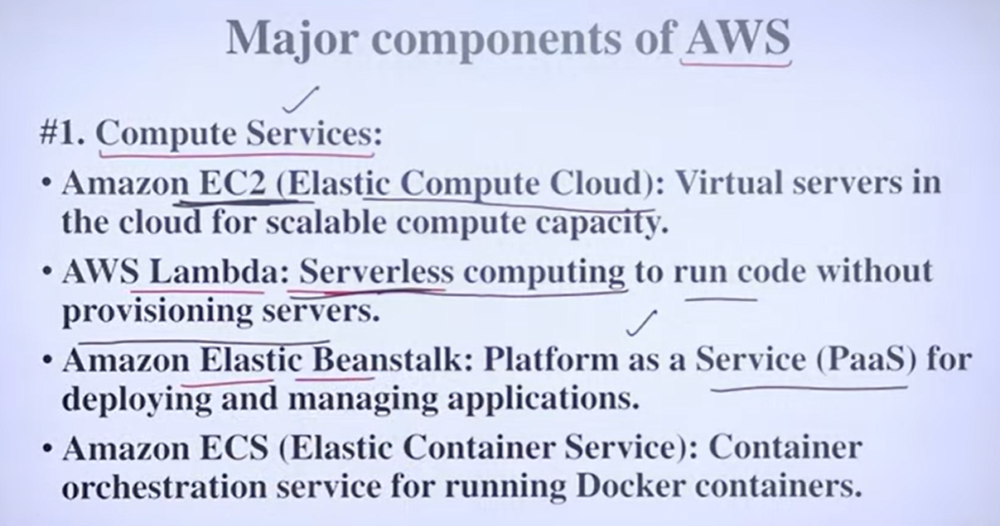 Major components of AWS
#1. Compute Services:
• Amazon EC2 (Elastic Compute Cloud): Virtual servers in
the cloud for scalable compute capacity.
• AWS Lambda: Serverless computing to run code without
provisioning servers.
• Amazon Elastic Beanstalk: Platform as a Service (PaaS) for
deploying and managing applications.
• Amazon ECS (Elastic Container Service): Container
orchestration service for running Docker containers.